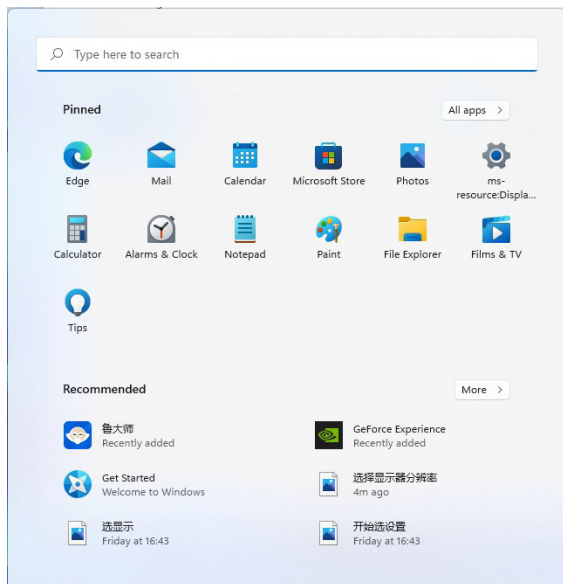 Type here to search
Pinned
All apps >
Edge
Mail
Calendar
Microsoft Store
Photos
ms-
resource:Displa...
Calculator
Alarms & Clock
Notepad
Paint
File Explorer
Films & TV
Tips
Recommended
More >
鲁大师
Recently added
GeForce Experience
Recently added
Get Started
Welcome to Windows
选择显示器分辨率
4m ago
选显示
Friday at 16:43
开始选设置
Friday at 16:43